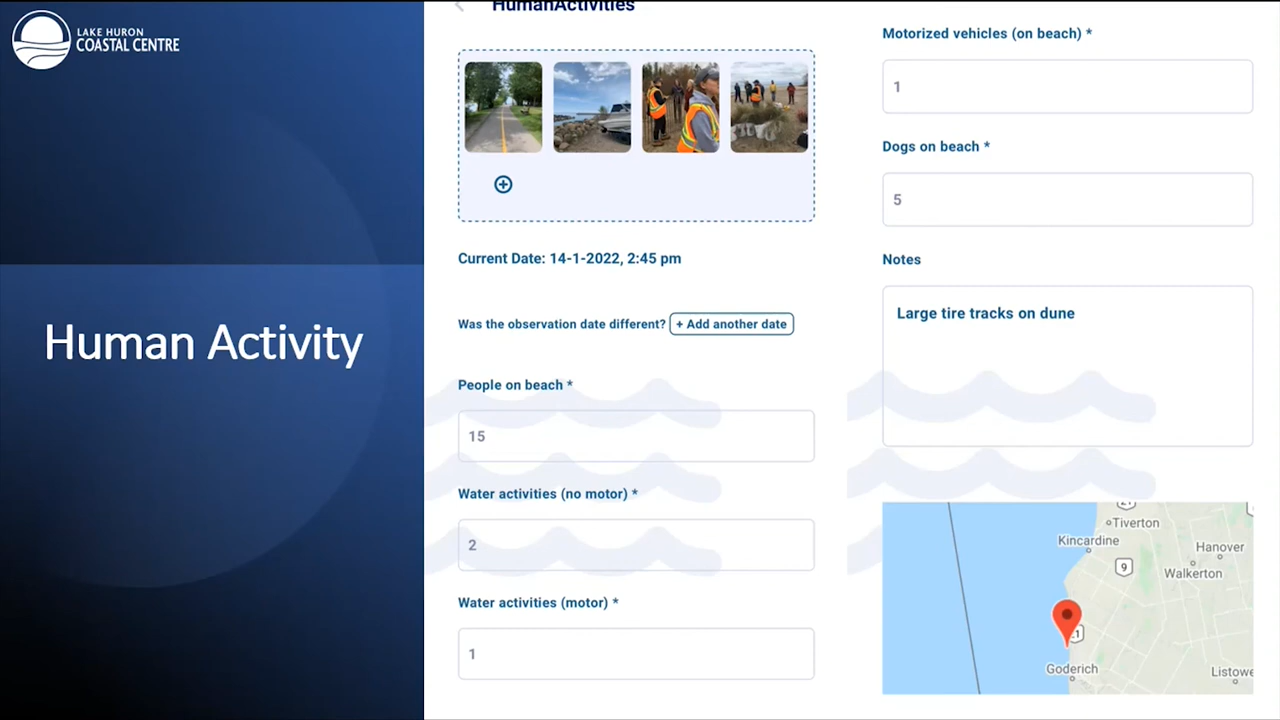 LAKE HURON
COASTAL CENTRE
Human Activity
HumanActivities
Current Date: 14-1-2022, 2:45 pm
Was the observation date different? + Add another date
People on beach *
15
Water activities (no motor) *
2
Water activities (motor) *
1
Motorized vehicles (on beach) *
1
Dogs on beach *
5
Notes
Large tire tracks on dune
21
Tiverton
Kincardine
Hanover
9
Walkerton
21
Goderich
Listowe